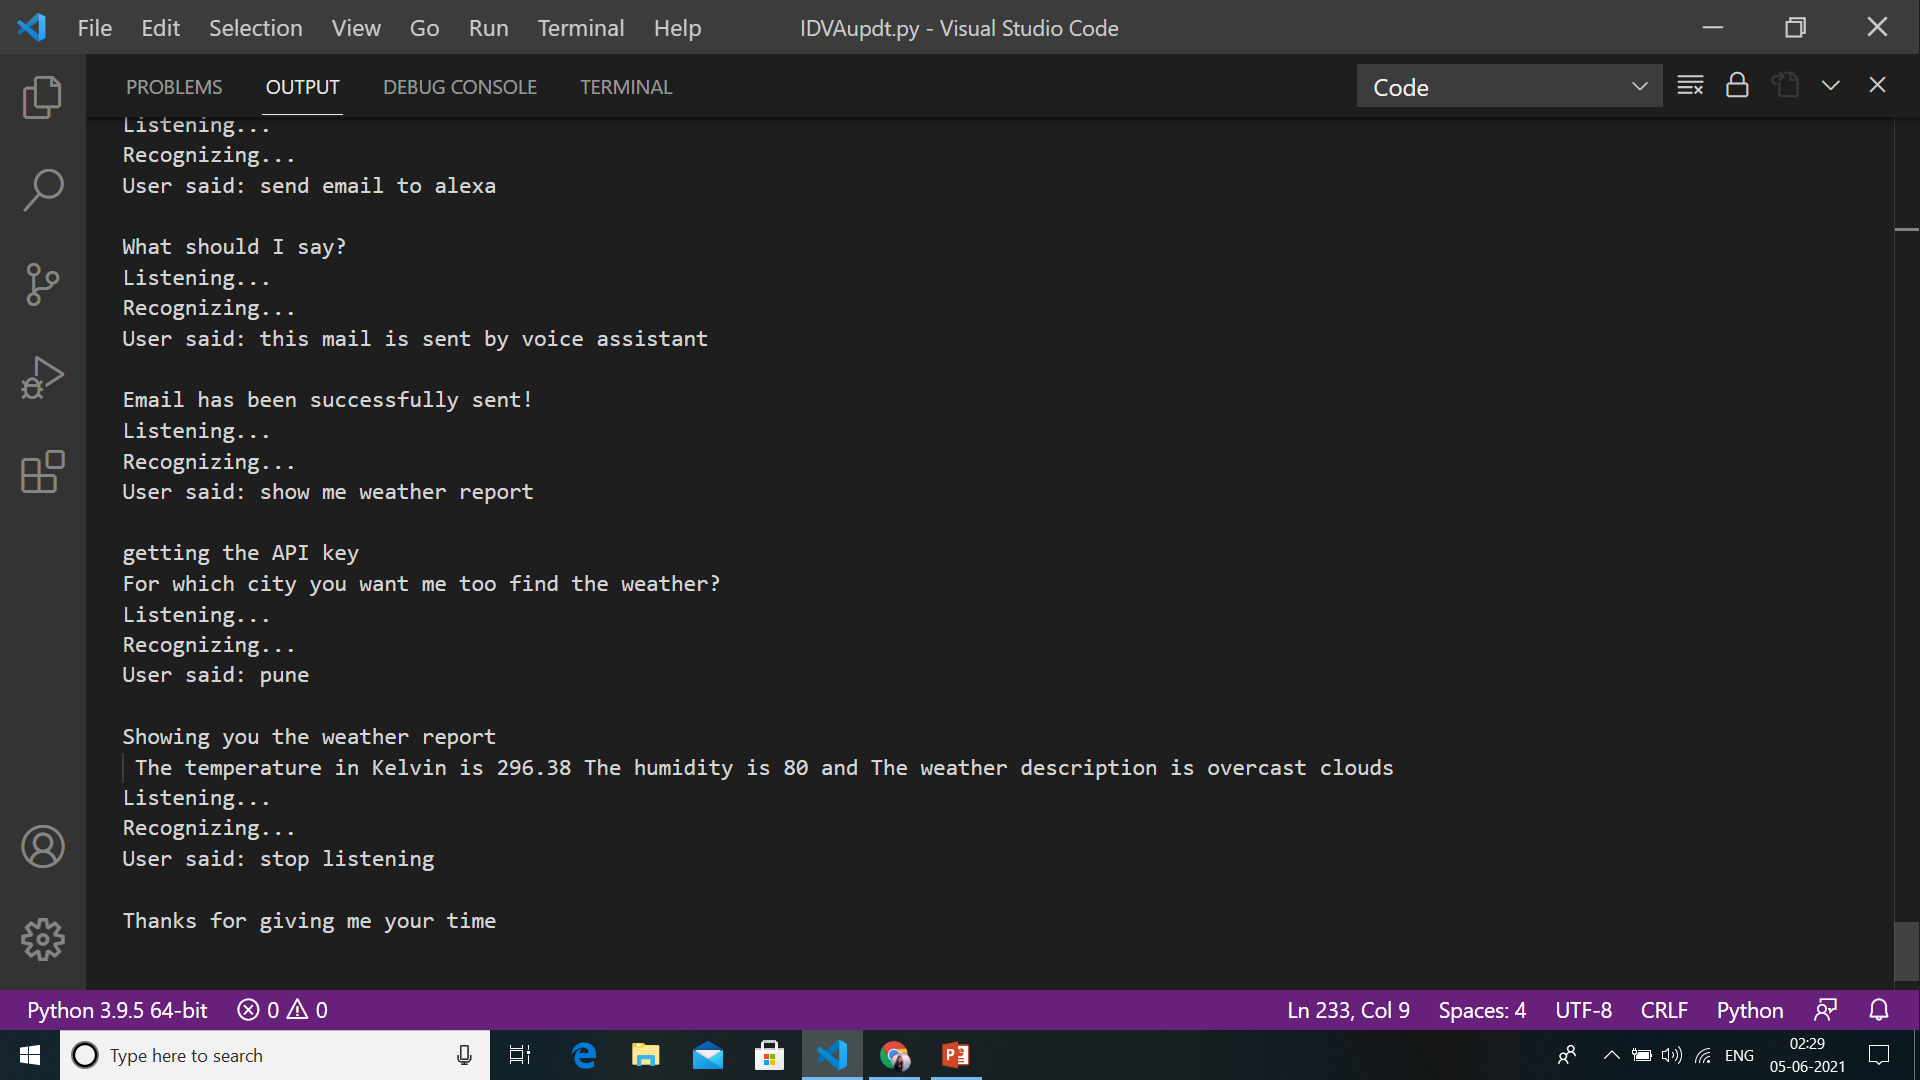 File Edit Selection View Go Run Terminal Help IDVAupdt.py - Visual Studio Code
PROBLEMS OUTPUT DEBUG CONSOLE TERMINAL Code
Listening...
Recognizing...
User said: send email to alexa
What should I say?
Listening...
Recognizing...
User said: this mail is sent by voice assistant
Email has been successfully sent!
Listening...
Recognizing...
User said: show me weather report
getting the API key
For which city you want me too find the weather?
Listening...
Recognizing...
User said: pune
Showing you the weather report
The temperature in Kelvin is 296.38 The humidity is 80 and The weather description is overcast clouds
Listening...
Recognizing...
User said: stop listening
Thanks for giving me your time
Python 3.9.5 64-bit 0 0 Ln 233, Col 9 Spaces: 4 UTF-8 CRLF Python
Type here to search ENG 02:29
05-06-2021